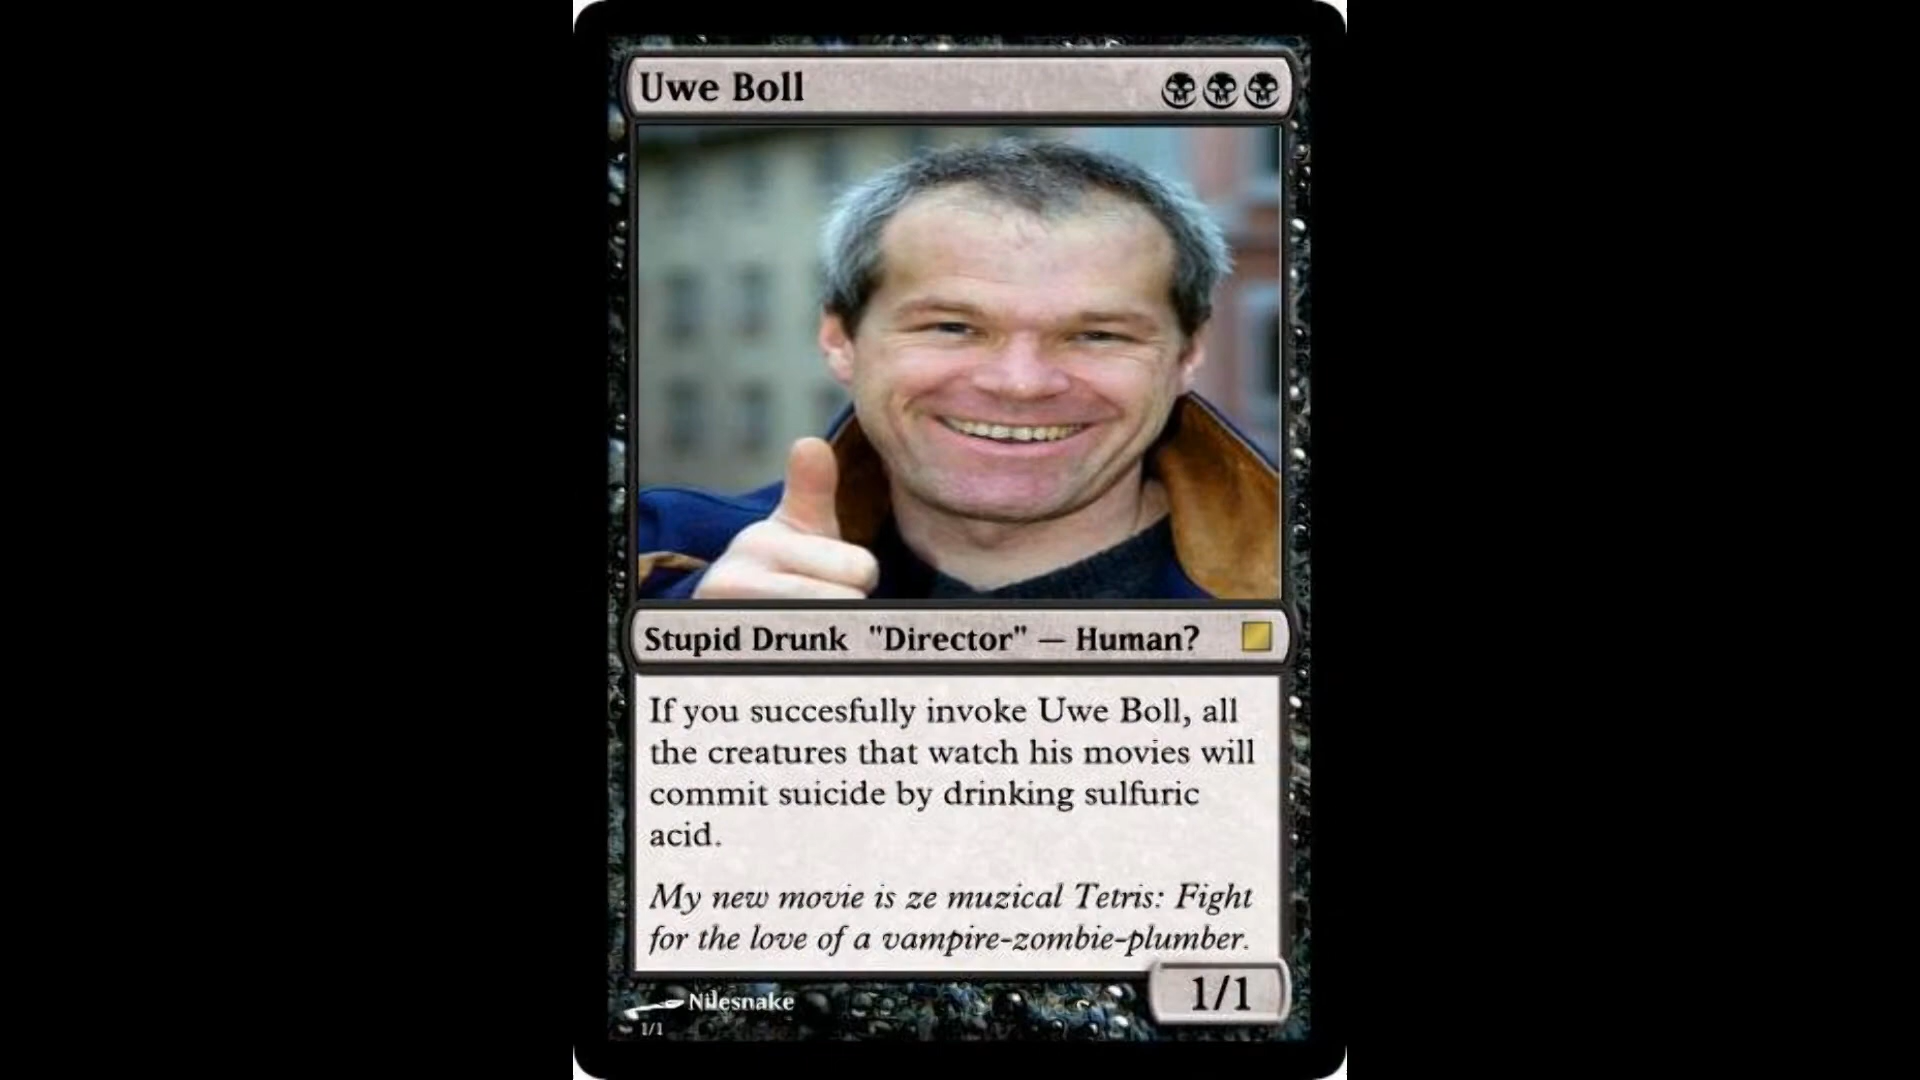 Uwe Boll
Stupid Drunk "Director" — Human?
If you succesfully invoke Uwe Boll, all
the creatures that watch his movies will
commit suicide by drinking sulfuric
acid.
My new movie is ze muzical Tetris: Fight
for the love of a vampire-zombie-plumber.
1/1
Nilesnake
1/1